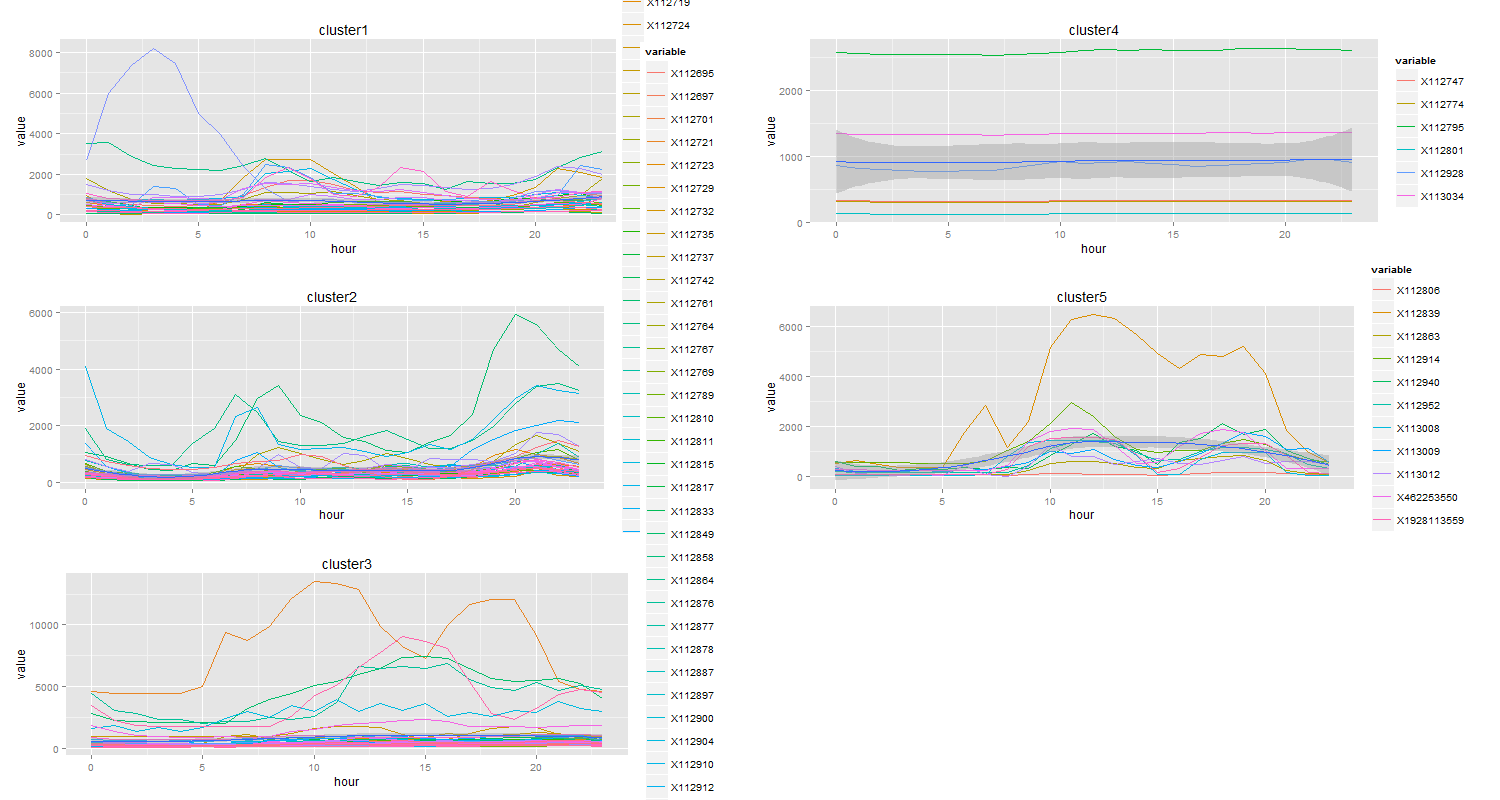 cluster1
value
8000
6000
4000
2000
0
0
5
10
15
20
hour
cluster2
value
6000
4000
2000
0
0
5
10
15
20
hour
cluster3
value
10000
5000
0
0
5
10
15
20
hour
X112719
X112724
variable
X112695
X112697
X112701
X112721
X112723
X112729
X112732
X112735
X112737
X112742
X112761
X112764
X112767
X112769
X112789
X112810
X112811
X112815
X112817
X112833
X112849
X112858
X112864
X112876
X112877
X112878
X112887
X112897
X112900
X112904
X112910
X112912
cluster4
value
2000
1000
0
0
5
10
15
20
hour
variable
X112747
X112774
X112795
X112801
X112928
X113034
cluster5
value
6000
4000
2000
0
0
5
10
15
20
hour
variable
X112806
X112839
X112863
X112914
X112940
X112952
X113008
X113009
X113012
X462253550
X1928113559